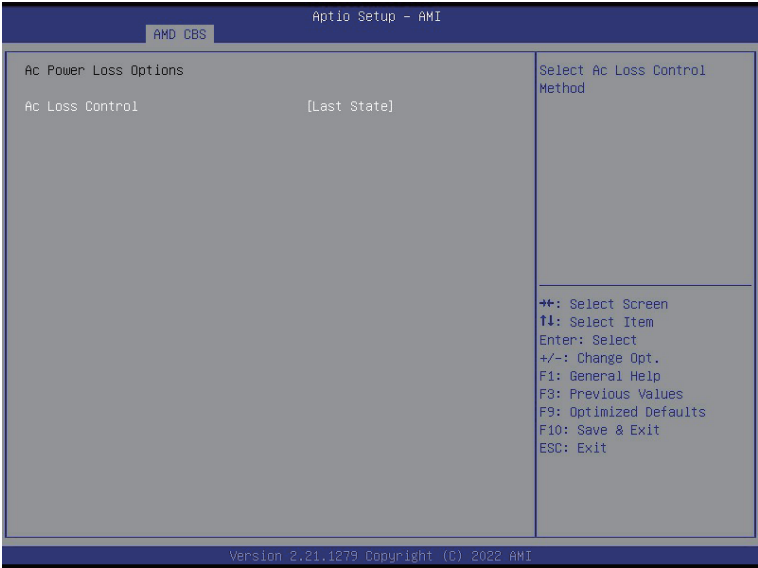 Aptio Setup – AMI
AMD CBS
Ac Power Loss Options
Ac Loss Control [Last State]
Select Ac Loss Control
Method
→←: Select Screen
↑↓: Select Item
Enter: Select
+/-: Change Opt.
F1: General Help
F3: Previous Values
F9: Optimized Defaults
F10: Save & Exit
ESC: Exit
Version 2.21.1279 Copyright (C) 2022 AMI